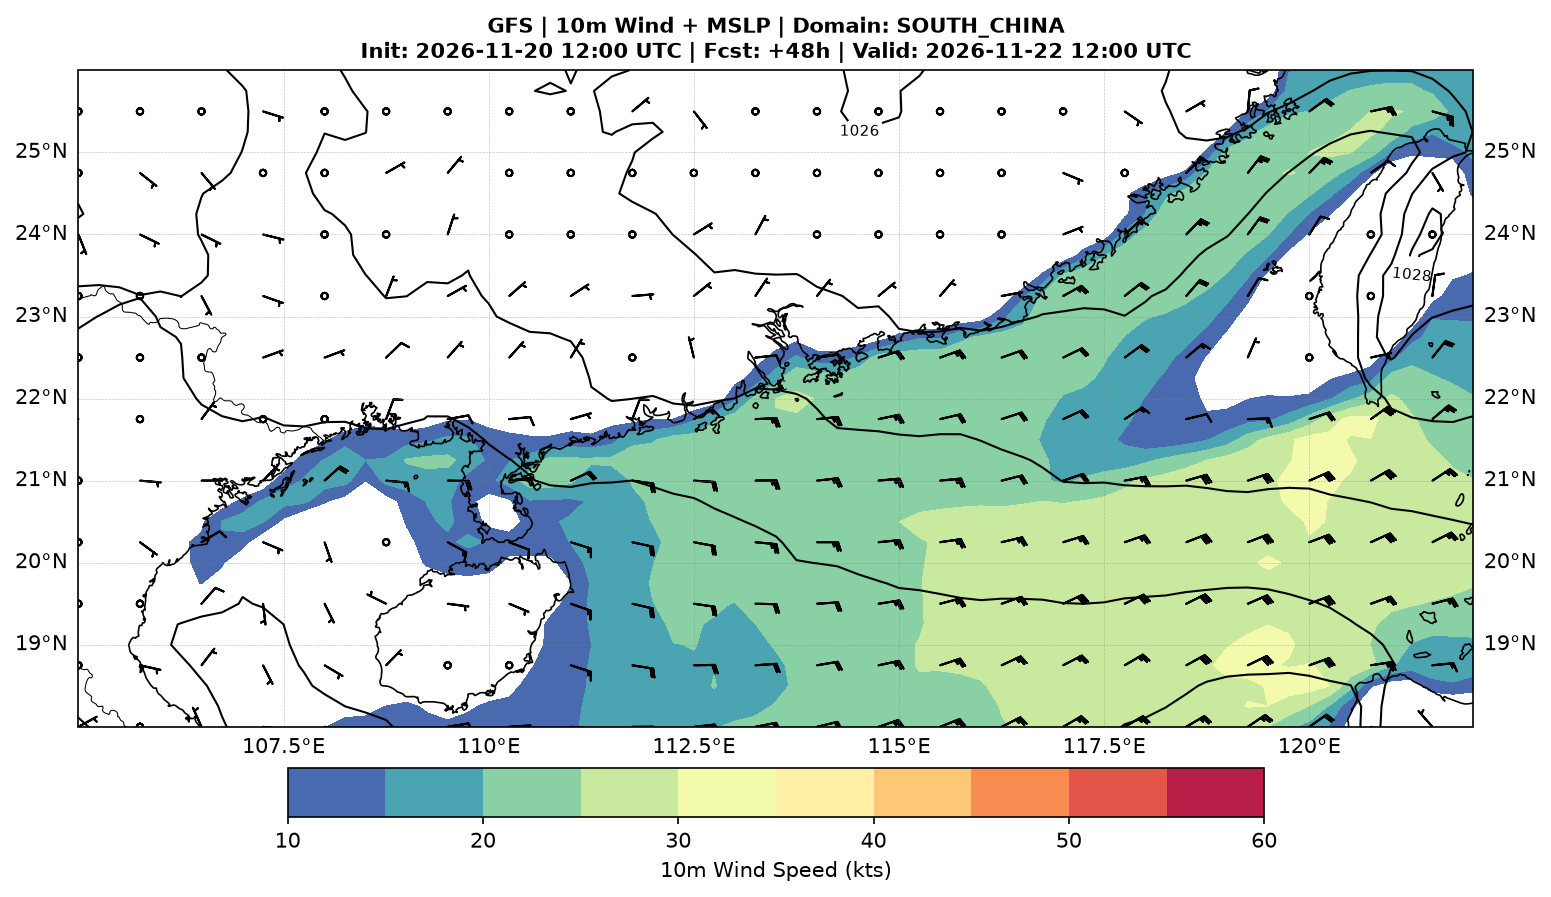 GFS | 10m Wind + MSLP | Domain: SOUTH_CHINA
Init: 2026-11-20 12:00 UTC | Fcst: +48h | Valid: 2026-11-22 12:00 UTC
1026
25°N 25°N
24°N 24°N
1028
23°N 23°N
22°N 22°N
21°N 21°N
20°N 20°N
19°N 19°N
107.5°E 110°E 112.5°E 115°E 117.5°E 120°E
10 20 30 40 50 60
10m Wind Speed (kts)